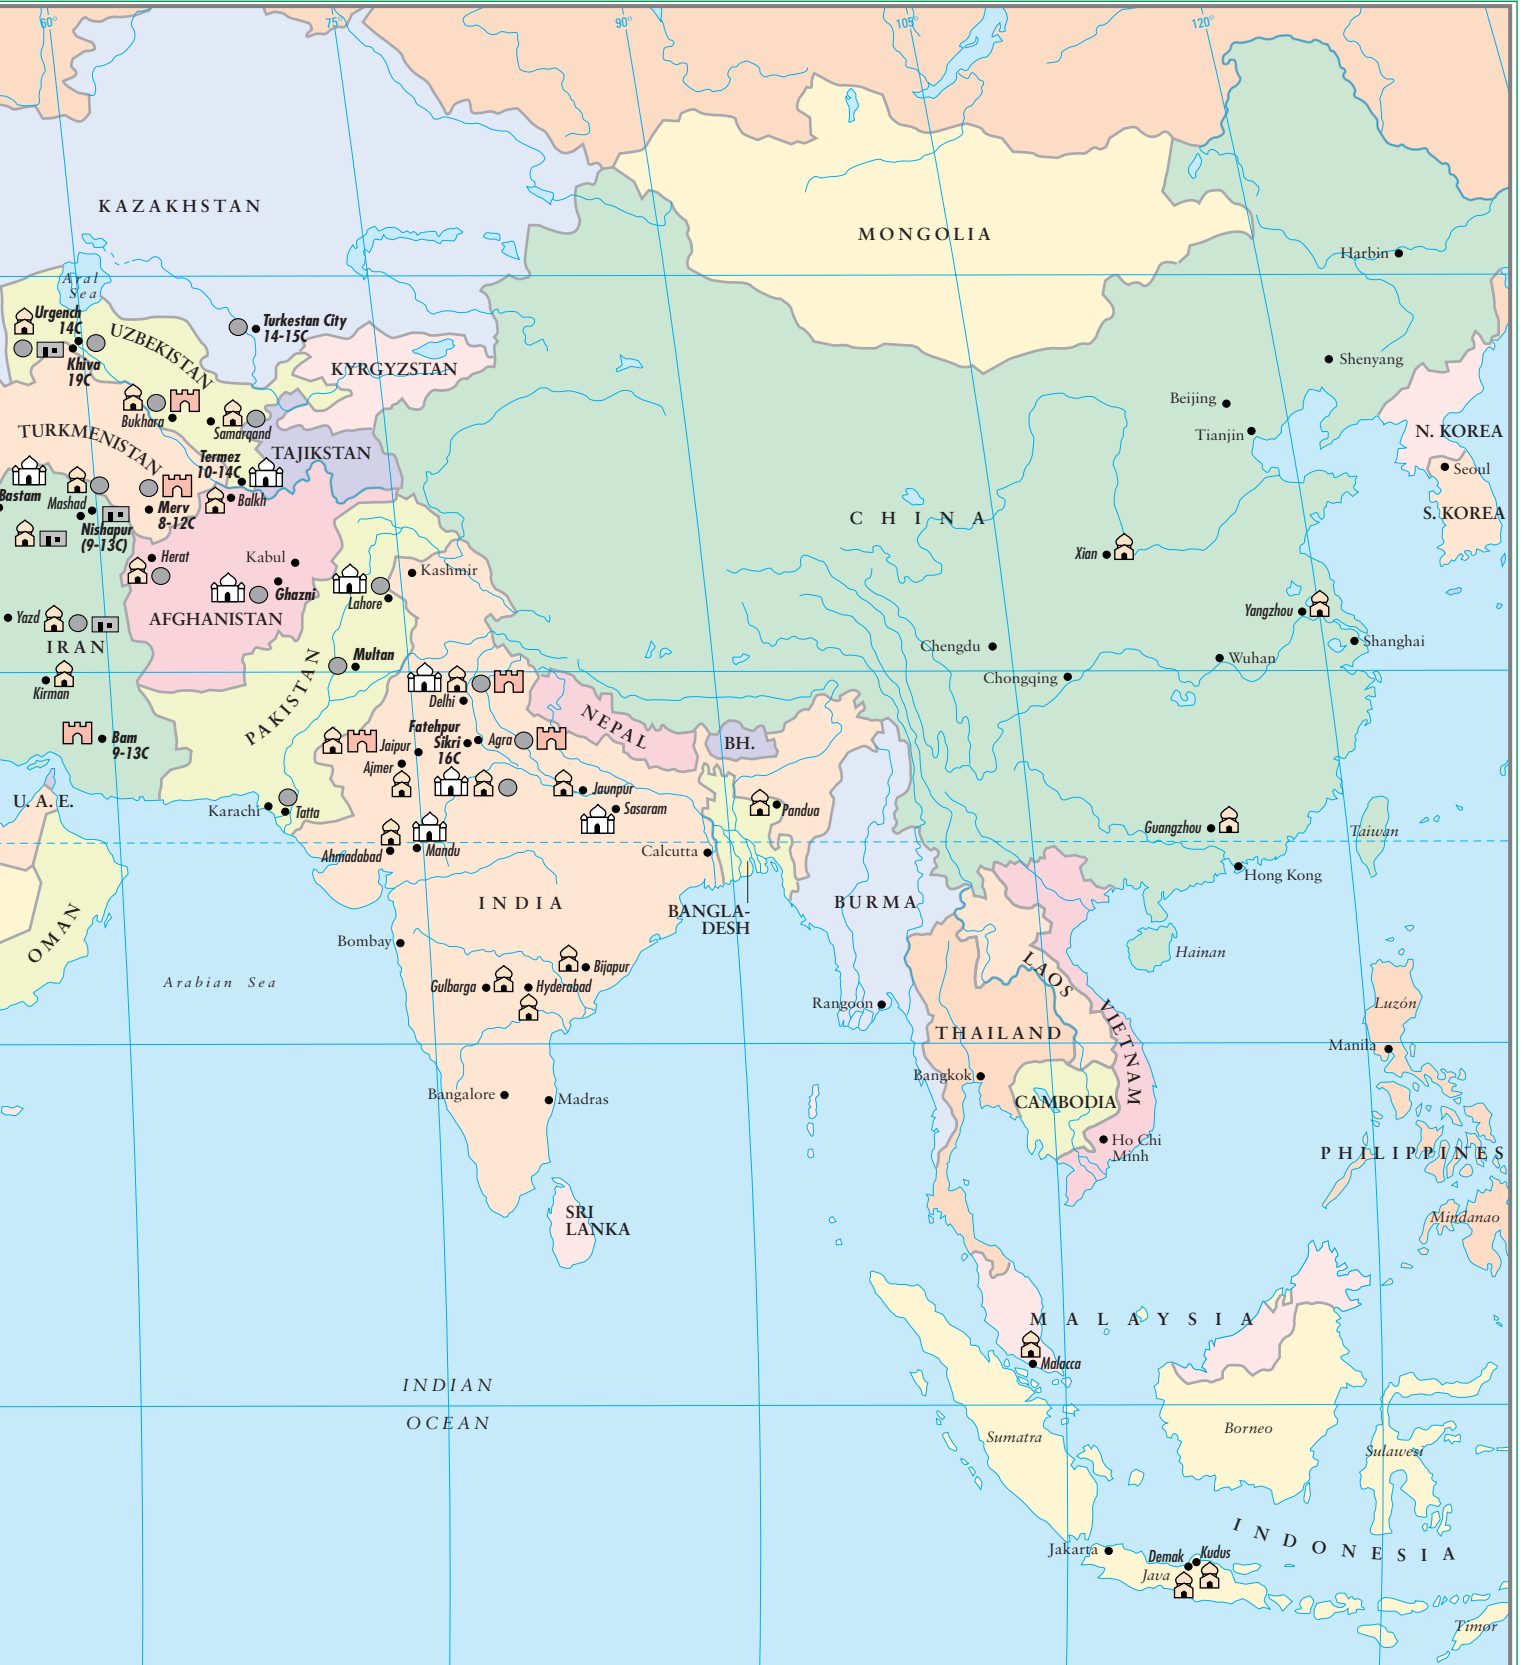 60°
75°
90°
105°
120°
KAZAKHSTAN
MONGOLIA
Harbin
Aral
Sea
Urgench
14C
UZBEKISTAN
Turkestan City
14-15C
Khiva
19C
KYRGYZSTAN
Shenyang
Beijing
Bukhara
Samarqand
TURKMENISTAN
Tianjin
N. KOREA
Termez
10-14C
TAJIKSTAN
Seoul
Bastam
Mashad
Merv
8-12C
Balkh
Nishapur
(9-13C)
CHINA
S. KOREA
Herat
Kabul
Kashmir
Xian
Ghazni
Lahore
Yazd
AFGHANISTAN
Yangzhou
IRAN
Chengdu
Shanghai
Multan
Wuhan
Kirman
Chongqing
PAKISTAN
Delhi
NEPAL
Bam
9-13C
Fatehpur
Sikri
16C
Agra
Jaipur
BH.
Ajmer
U. A. E.
Jaunpur
Karachi
Tatta
Sasaram
Pandua
Guangzhou
Taiwan
Ahmadabad
Mandu
Calcutta
Hong Kong
INDIA
BURMA
BANGLA-
DESH
OMAN
Bombay
Hainan
Arabian Sea
Bijapur
LAOS
Gulbarga
Hyderabad
Rangoon
VIETNAM
Luzón
THAILAND
Manila
Bangkok
Bangalore
Madras
CAMBODIA
Ho Chi
Minh
PHILIPPINES
SRI
LANKA
Mindanao
MALAYSIA
Malacca
INDIAN
OCEAN
Sumatra
Borneo
Sulawesi
INDONESIA
Jakarta
Demak
Kudus
Java
Timor